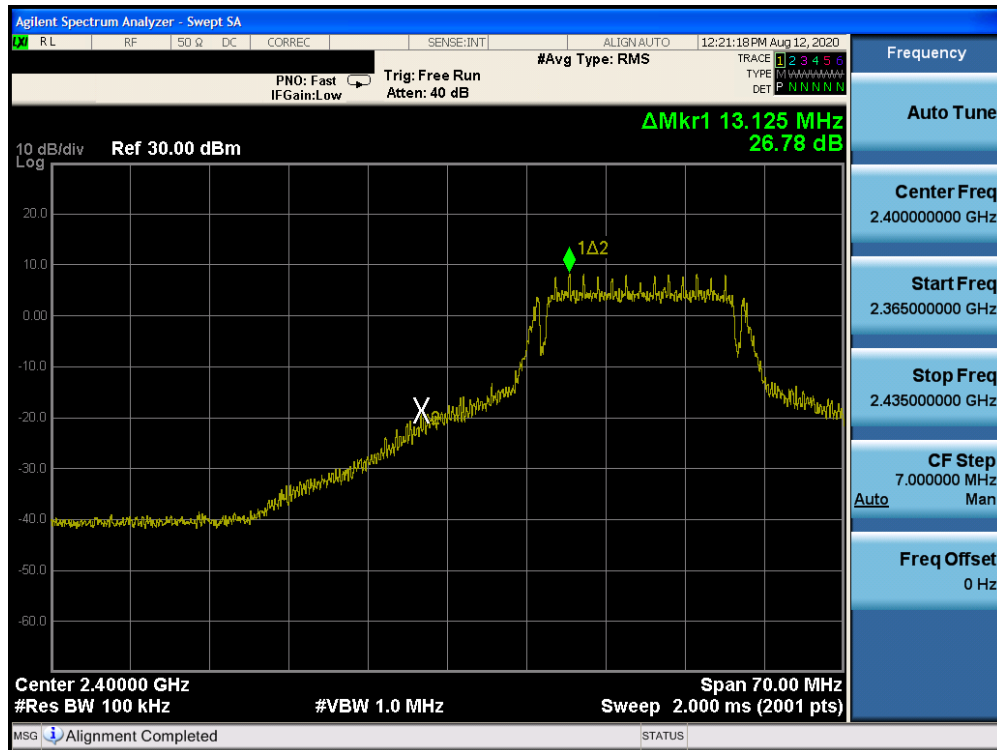 Agilent Spectrum Analyzer - Swept SA
LXI RL RF 50 Ω DC CORREC SENSE:INT ALIGN AUTO 12:21:18 PM Aug 12, 2020
Frequency
#Avg Type: RMS TRACE 1 2 3 4 5 6
PNO: Fast Trig: Free Run TYPE M
IFGain:Low Atten: 40 dB DET P N N N N N
Auto Tune
ΔMkr1 13.125 MHz
26.78 dB
10 dB/div Ref 30.00 dBm
Log
Center Freq
2.400000000 GHz
20.0
1Δ2
10.0
Start Freq
2.365000000 GHz
0.00
-10.0
Stop Freq
2.435000000 GHz
-20.0
CF Step
7.000000 MHz
Auto Man
-30.0
-40.0
-50.0
Freq Offset
0 Hz
-60.0
Center 2.40000 GHz Span 70.00 MHz
#Res BW 100 kHz #VBW 1.0 MHz Sweep 2.000 ms (2001 pts)
MSG Alignment Completed STATUS